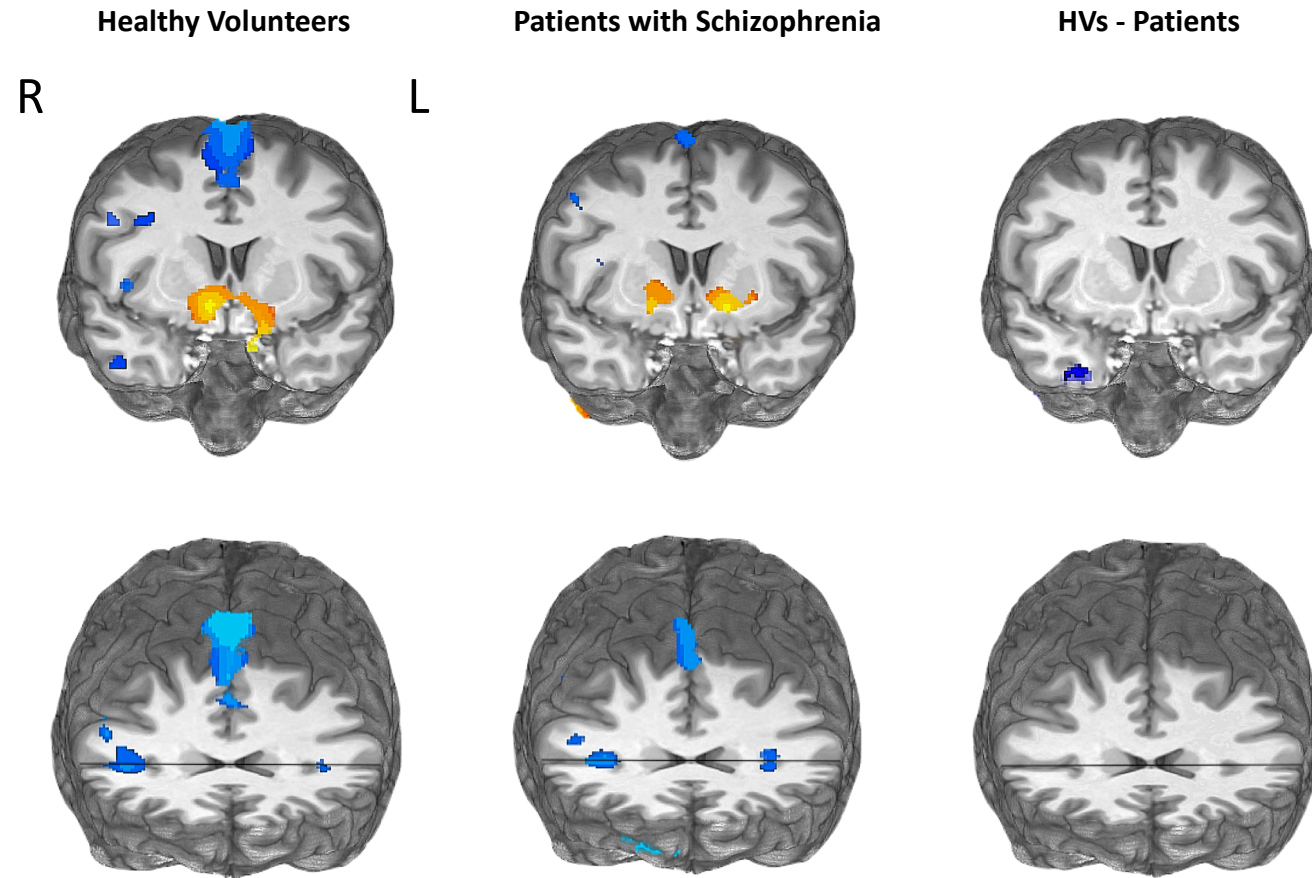 Healthy Volunteers
Patients with Schizophrenia
HVs - Patients
R
L